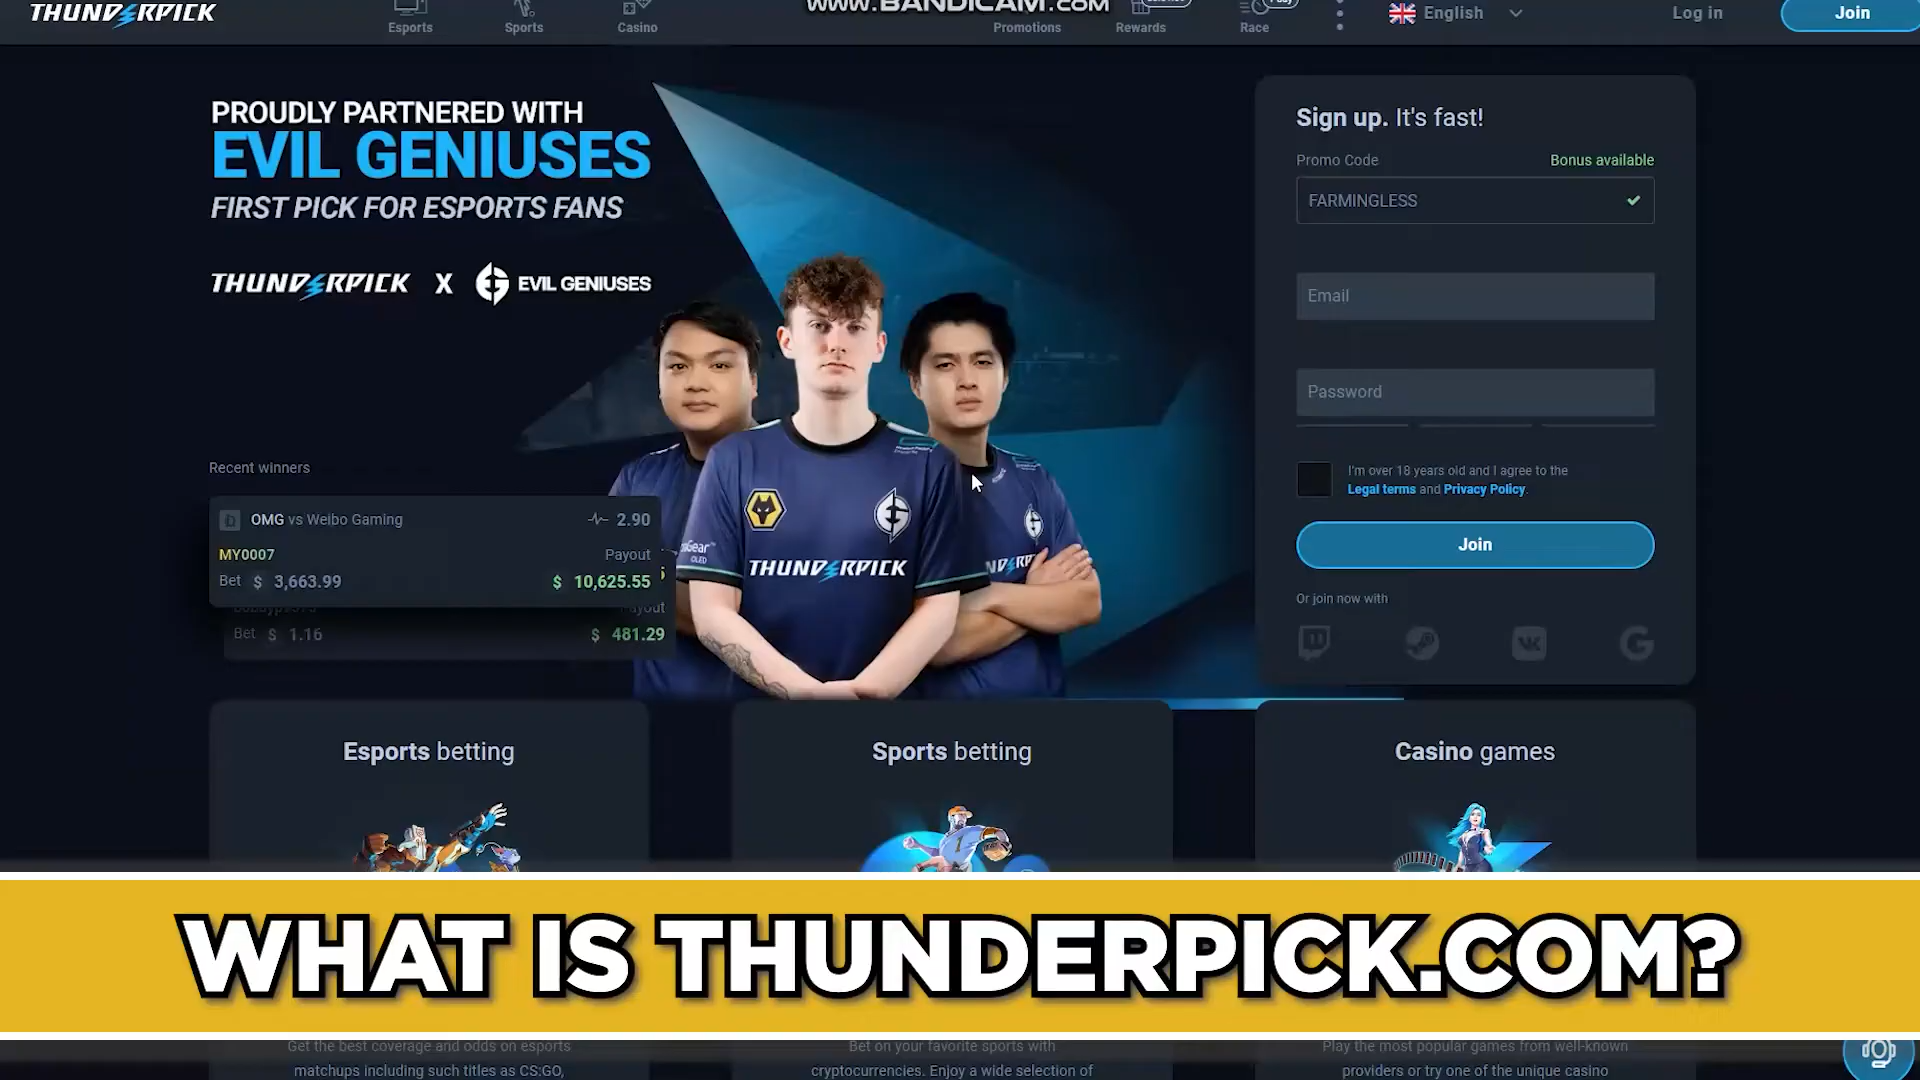 THUNDERPICK
Esports
Sports
Casino
www.BANDICAM.com
Promotions
Rewards
Race
English
Log in
Join
PROUDLY PARTNERED WITH
EVIL GENIUSES
FIRST PICK FOR ESPORTS FANS
THUNDERPICK X EVIL GENIUSES
Sign up. It's fast!
Promo Code
Bonus available
FARMINGLESS
Email
Password
I'm over 18 years old and I agree to the
Legal terms and Privacy Policy.
Join
Or join now with
Recent winners
OMG vs Weibo Gaming 2.90
MY0007 Payout
Bet $ 3,663.99 $ 10,625.55
Bet $ 1.16 $ 481.29
THUNDERPICK
Esports betting
Sports betting
Casino games
WHAT IS THUNDERPICK.COM?
Get the best coverage and odds on esports
matchups including such titles as CS:GO,
Bet on your favorite sports with
cryptocurrencies. Enjoy a wide selection of
Play the most popular games from well-known
providers or try one of the unique casino